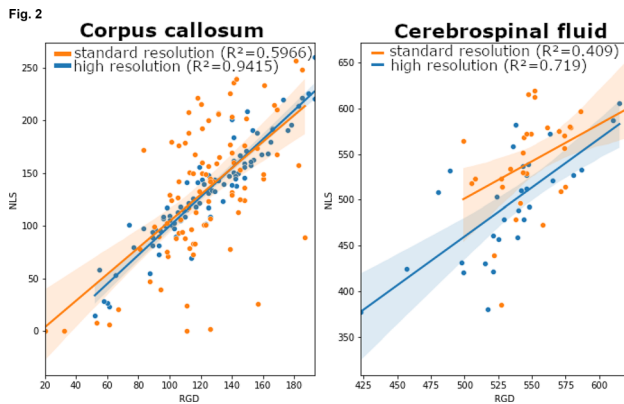 Fig. 2
Corpus callosum
standard resolution (R²=0.5966)
high resolution (R²=0.9415)
NLS
250
200
150
100
50
0
20 40 60 80 100 120 140 160 180
RGD
Cerebrospinal fluid
standard resolution (R²=0.409)
high resolution (R²=0.719)
NLS
650
600
550
500
450
400
350
425 450 475 500 525 550 575 600
RGD